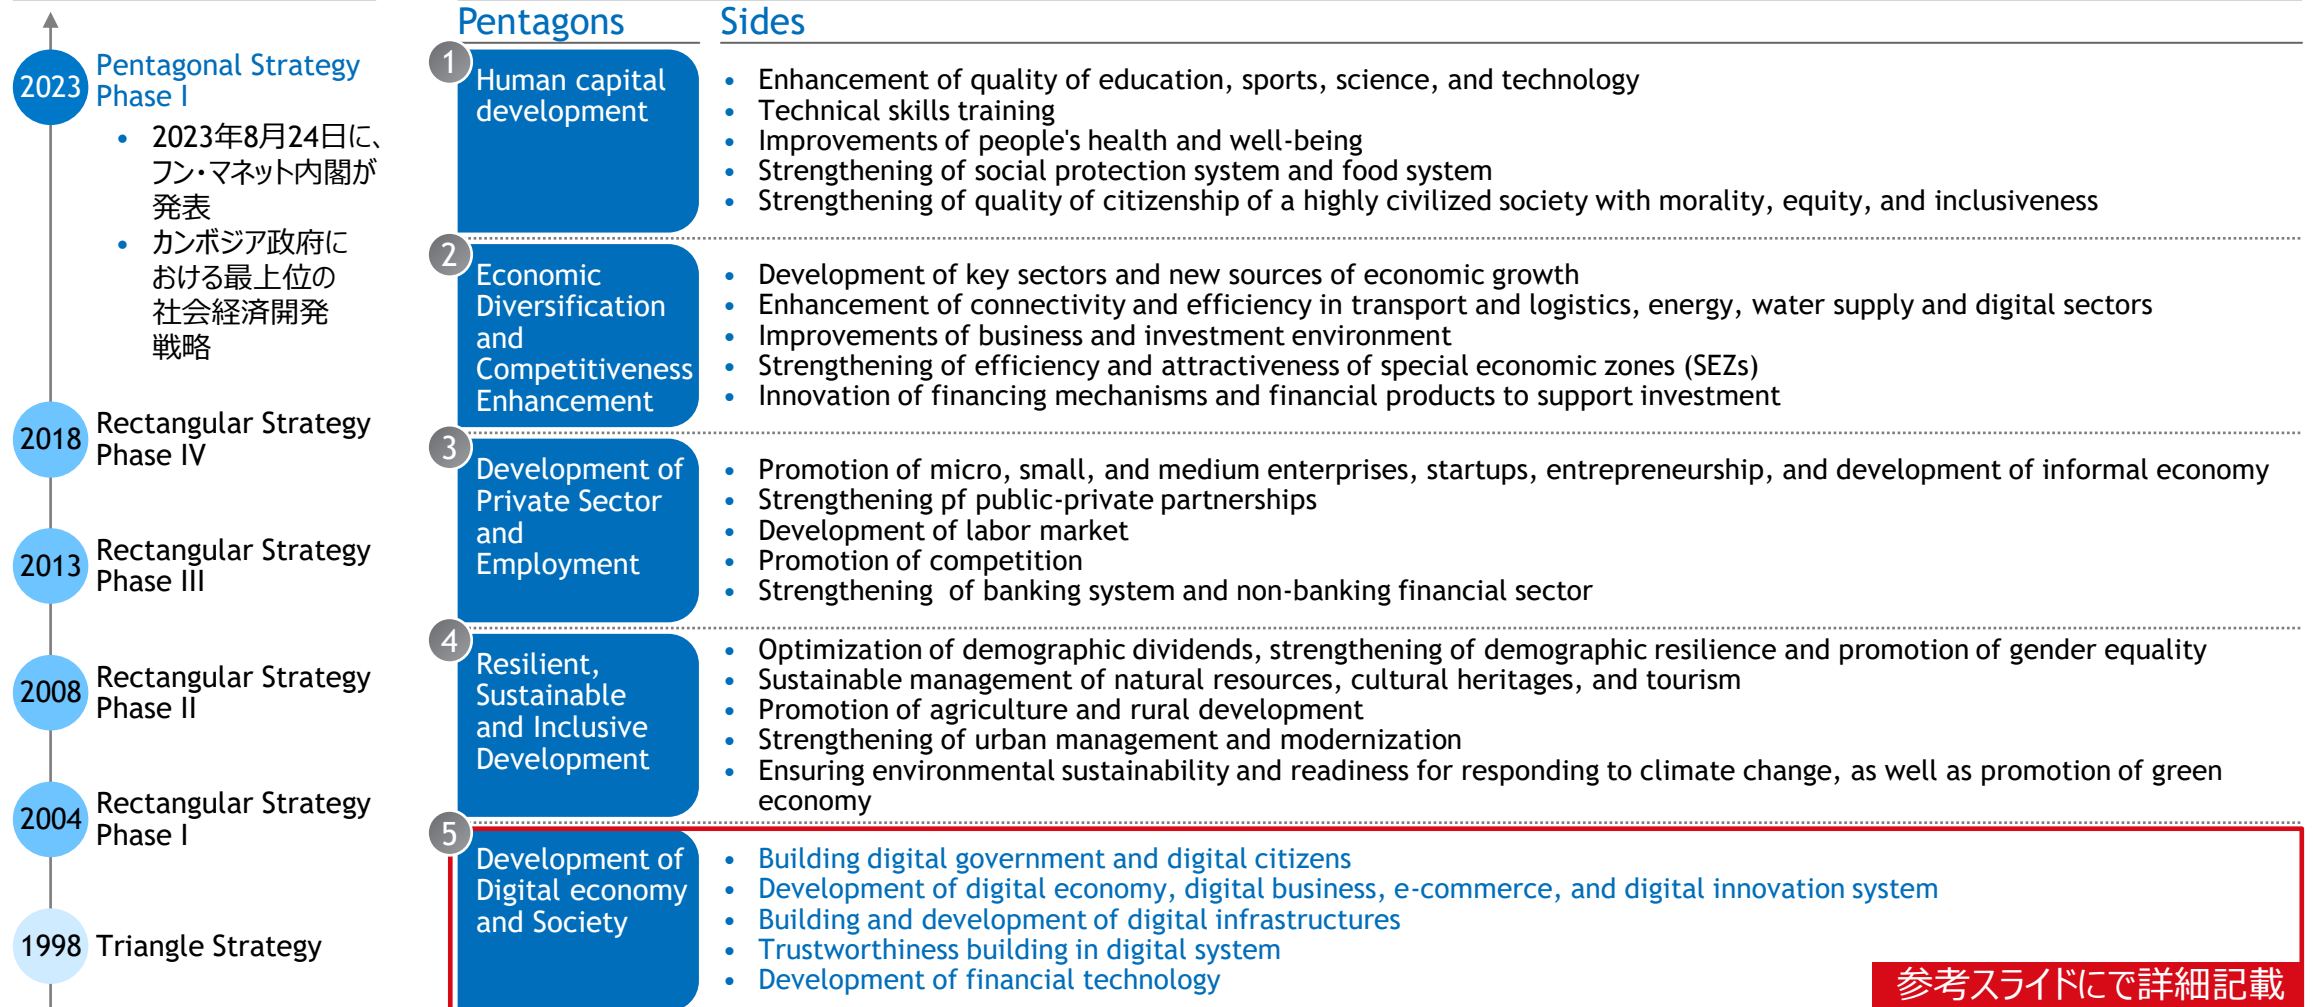 2023
Pentagonal Strategy
Phase I
• 2023年8月24日に、
フン・マネット内閣が
発表
• カンボジア政府に
おける最上位の
社会経済開発
戦略
2018
Rectangular Strategy
Phase IV
2013
Rectangular Strategy
Phase III
2008
Rectangular Strategy
Phase II
2004
Rectangular Strategy
Phase I
1998
Triangle Strategy
Pentagons
Sides
1
Human capital
development
• Enhancement of quality of education, sports, science, and technology
• Technical skills training
• Improvements of people's health and well-being
• Strengthening of social protection system and food system
• Strengthening of quality of citizenship of a highly civilized society with morality, equity, and inclusiveness
2
Economic
Diversification
and
Competitiveness
Enhancement
• Development of key sectors and new sources of economic growth
• Enhancement of connectivity and efficiency in transport and logistics, energy, water supply and digital sectors
• Improvements of business and investment environment
• Strengthening of efficiency and attractiveness of special economic zones (SEZs)
• Innovation of financing mechanisms and financial products to support investment
3
Development of
Private Sector
and
Employment
• Promotion of micro, small, and medium enterprises, startups, entrepreneurship, and development of informal economy
• Strengthening pf public-private partnerships
• Development of labor market
• Promotion of competition
• Strengthening of banking system and non-banking financial sector
4
Resilient,
Sustainable
and Inclusive
Development
• Optimization of demographic dividends, strengthening of demographic resilience and promotion of gender equality
• Sustainable management of natural resources, cultural heritages, and tourism
• Promotion of agriculture and rural development
• Strengthening of urban management and modernization
• Ensuring environmental sustainability and readiness for responding to climate change, as well as promotion of green
economy
5
Development of
Digital economy
and Society
• Building digital government and digital citizens
• Development of digital economy, digital business, e-commerce, and digital innovation system
• Building and development of digital infrastructures
• Trustworthiness building in digital system
• Development of financial technology
参考スライドにて詳細記載